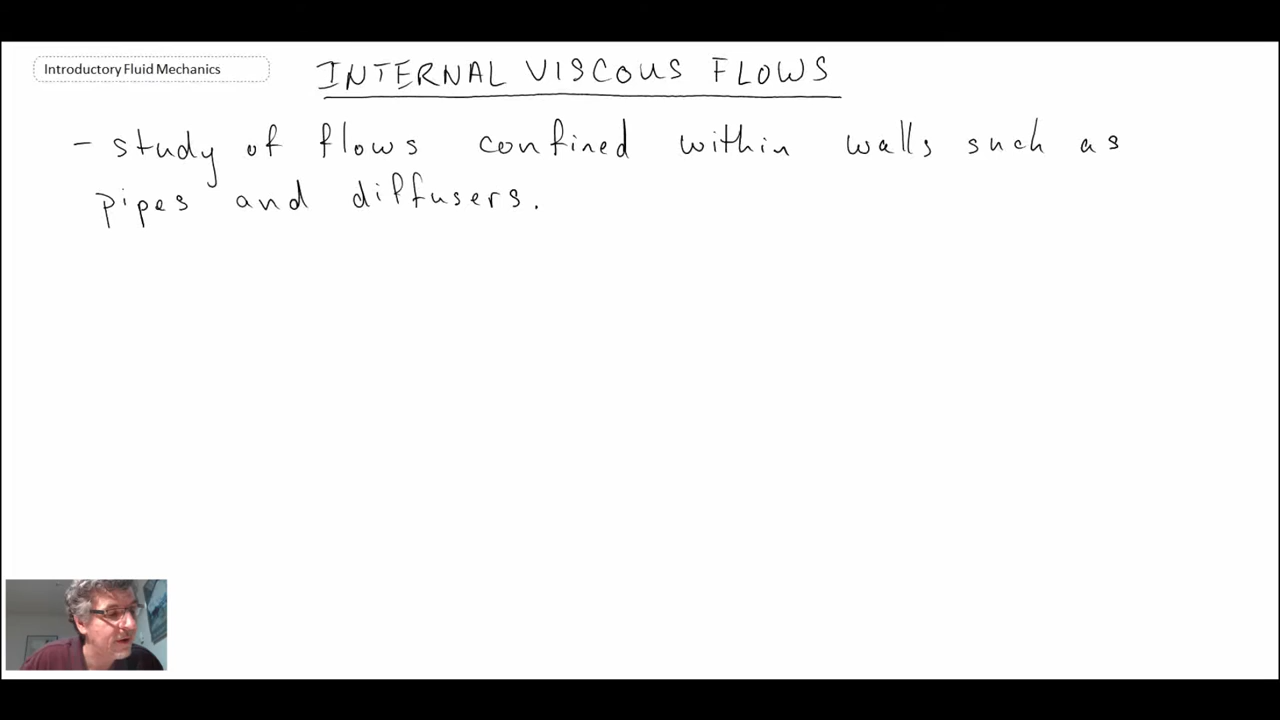 Introductory Fluid Mechanics
INTERNAL VISCOUS FLOWS
- study of flows confined within walls such as
pipes and diffusers.